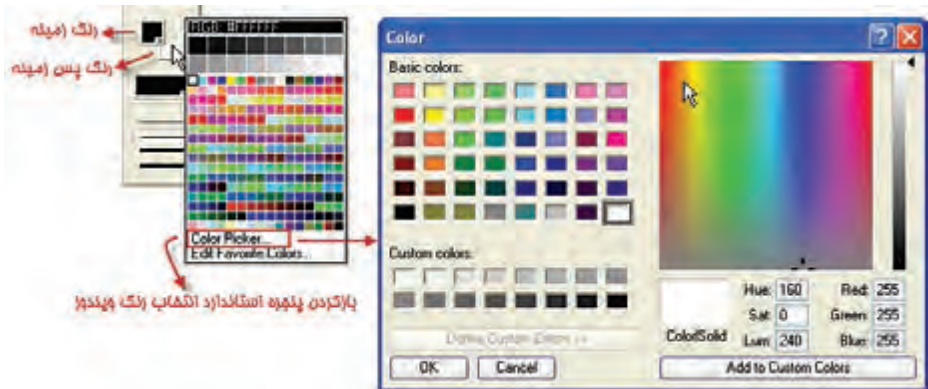 رنگ زمینه
رنگ پس زمینه
RGB: #FFFFFF
Color Picker...
Edit Favorite Colors...
بازکردن پنجره استاندارد انتخاب رنگ ویندوز
Color
Basic colors:
Custom colors:
Define Custom Colors >>
OK Cancel
Color|Solid
Hue: 160 Red: 255
Sat: 0 Green: 255
Lum: 240 Blue: 255
Add to Custom Colors